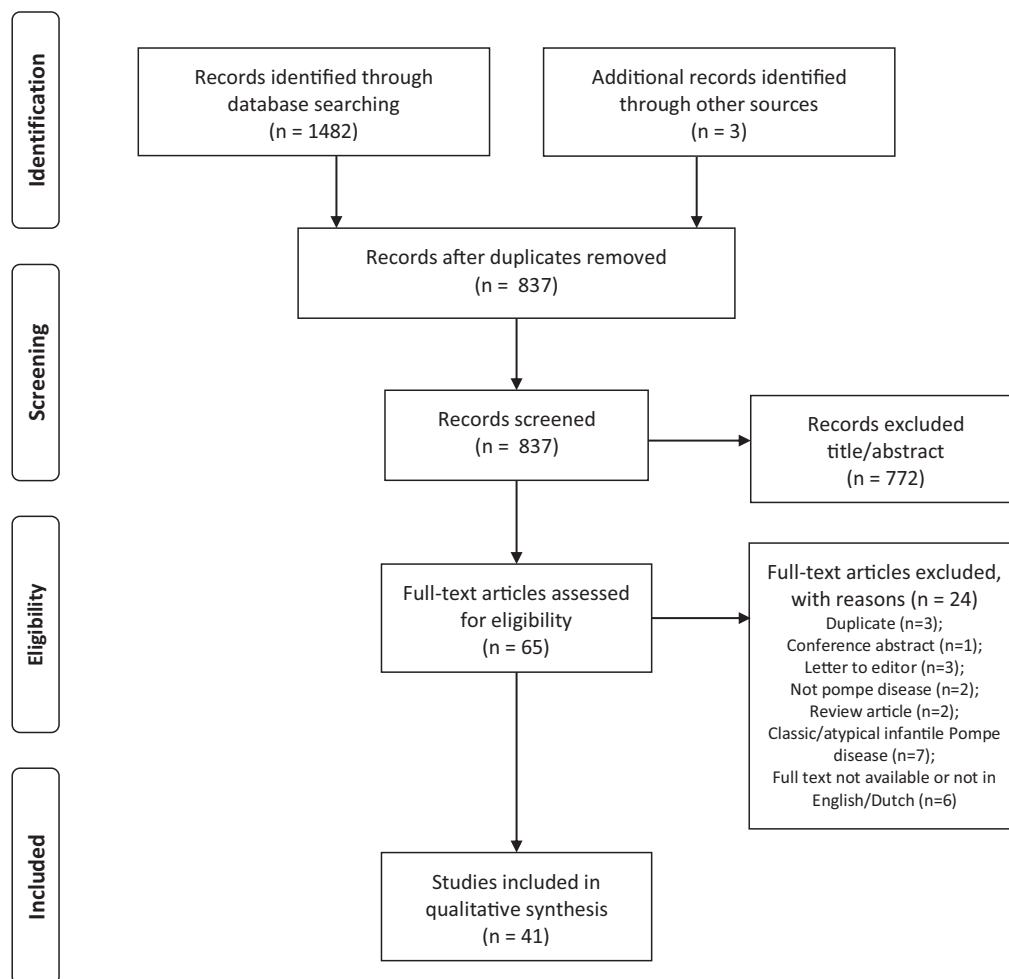 Identification
Records identified through
database searching
(n = 1482)
Additional records identified
through other sources
(n = 3)
Records after duplicates removed
(n = 837)
Screening
Records screened
(n = 837)
Records excluded
title/abstract
(n = 772)
Eligibility
Full-text articles assessed
for eligibility
(n = 65)
Full-text articles excluded,
with reasons (n = 24)
Duplicate (n=3);
Conference abstract (n=1);
Letter to editor (n=3);
Not pompe disease (n=2);
Review article (n=2);
Classic/atypical infantile Pompe
disease (n=7);
Full text not available or not in
English/Dutch (n=6)
Included
Studies included in
qualitative synthesis
(n = 41)